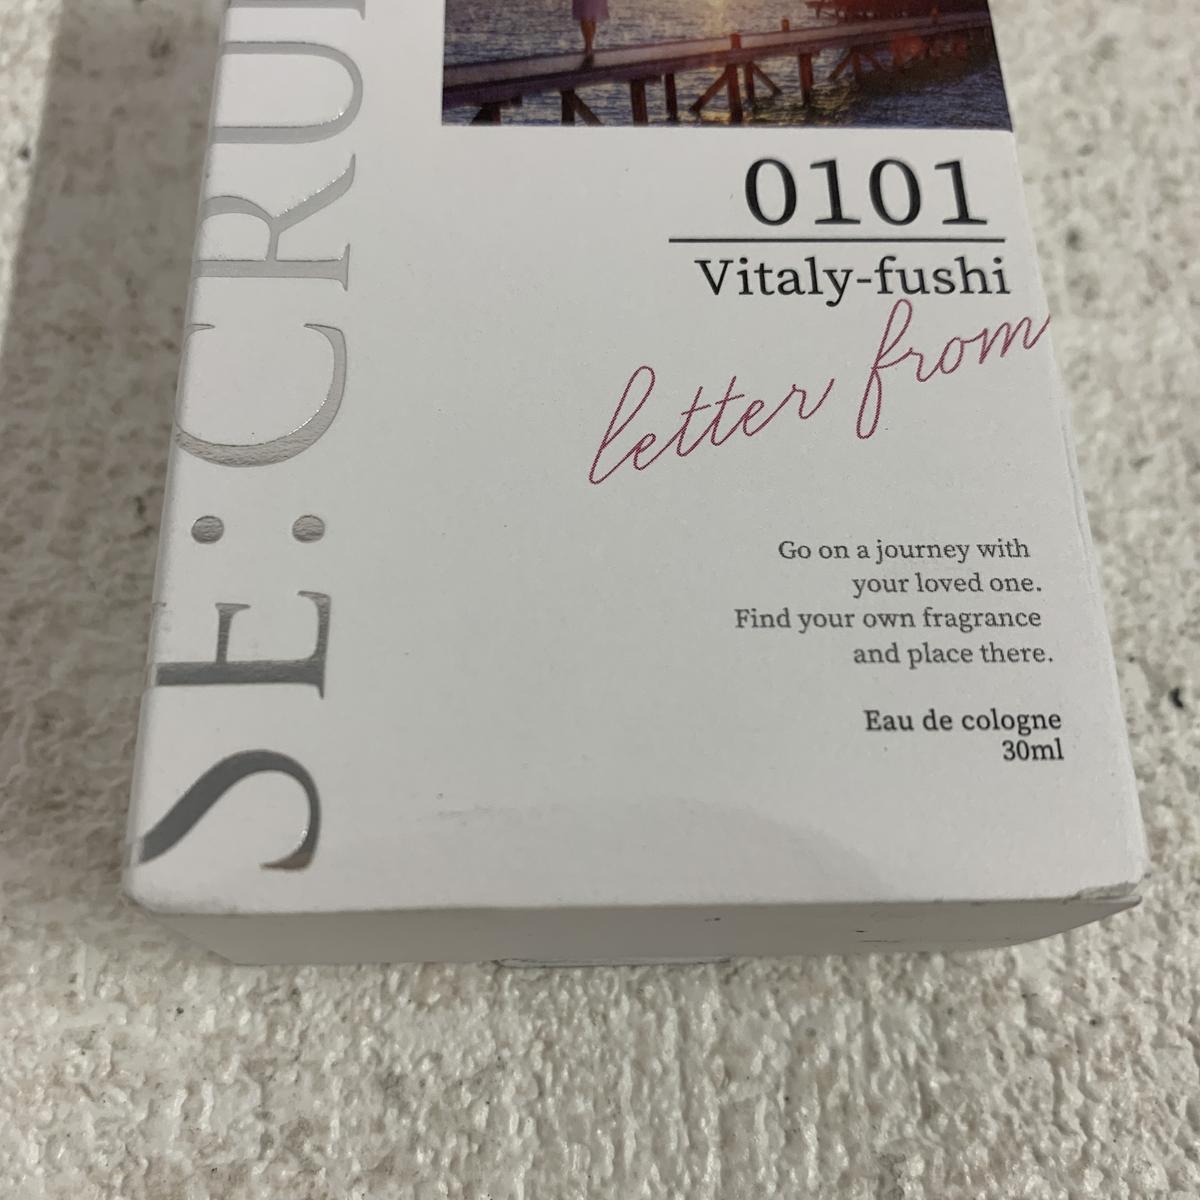 SE:CRU
0101
Vitaly-fushi
letter from
Go on a journey with
your loved one.
Find your own fragrance
and place there.
Eau de cologne
30ml